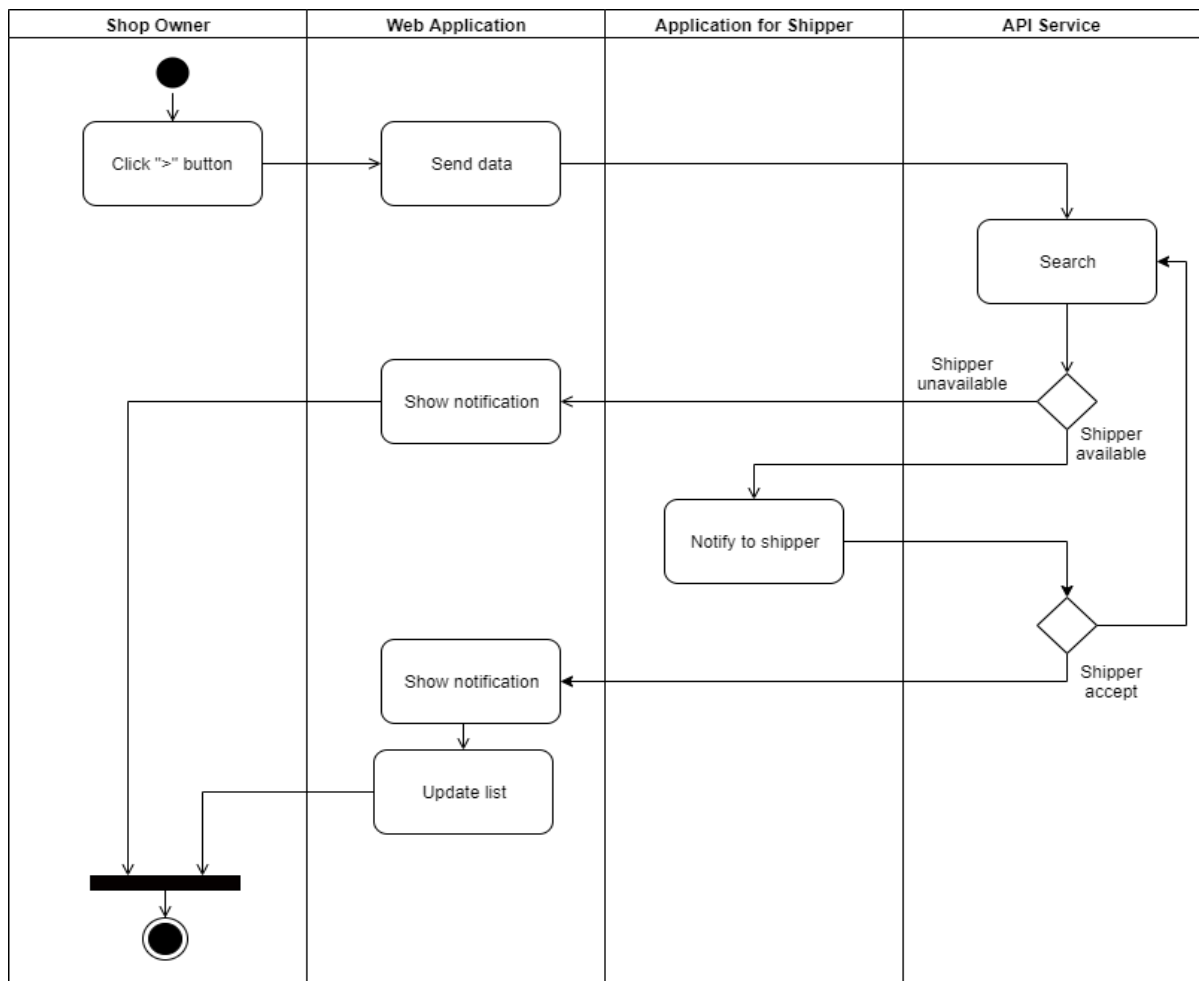 Shop Owner
Web Application
Application for Shipper
API Service
Click ">" button
Send data
Search
Shipper
unavailable
Show notification
Shipper
available
Notify to shipper
Show notification
Shipper
accept
Update list